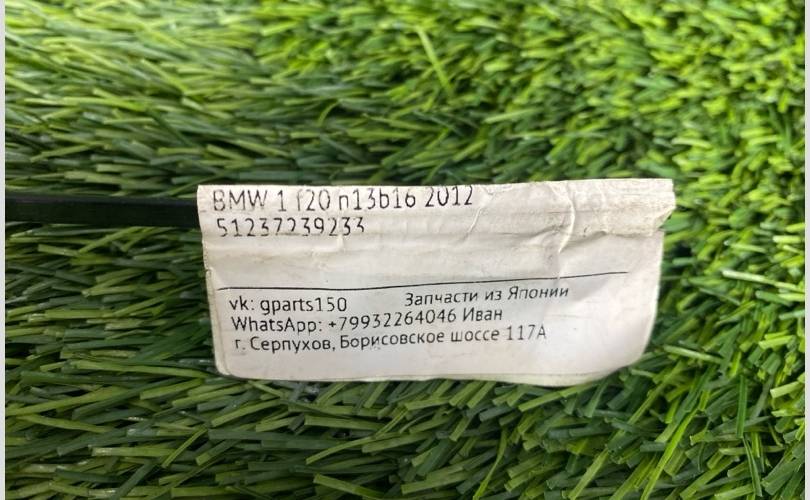 BMW 1 f20 n13b16 2012
51237239233
vk: gparts150 Запчасти из Японии
WhatsApp: +79932264046 Иван
г. Серпухов, Борисовское шоссе 117А